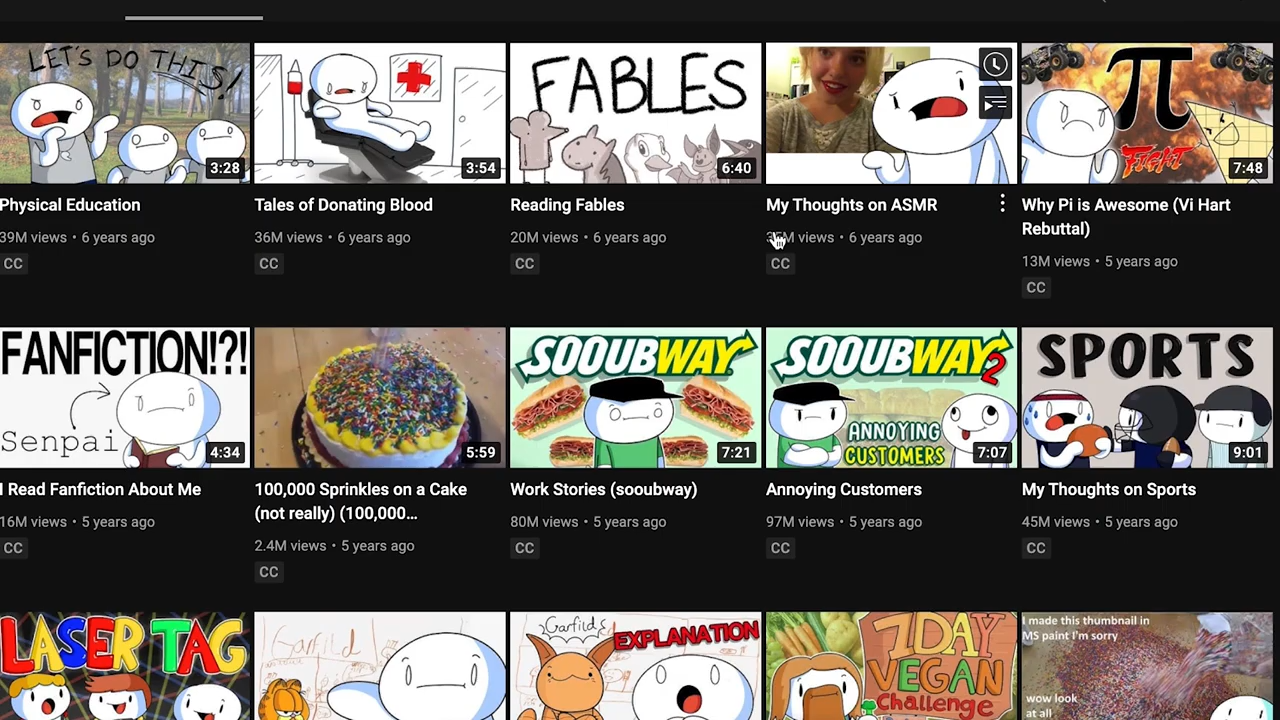 LET'S DO THIS!
3:28
3:54
FABLES
6:40
π
FIGHT
7:48
Physical Education
39M views • 6 years ago
CC
Tales of Donating Blood
36M views • 6 years ago
CC
Reading Fables
20M views • 6 years ago
CC
My Thoughts on ASMR
M views • 6 years ago
CC
Why Pi is Awesome (Vi Hart
Rebuttal)
13M views • 5 years ago
CC
FANFICTION!?!
Senpai
4:34
5:59
SOOUBWAY
7:21
SOOUBWAY 2
ANNOYING
CUSTOMERS
7:07
SPORTS
9:01
I Read Fanfiction About Me
16M views • 5 years ago
CC
100,000 Sprinkles on a Cake
(not really) (100,000...
2.4M views • 5 years ago
CC
Work Stories (sooubway)
80M views • 5 years ago
CC
Annoying Customers
97M views • 5 years ago
CC
My Thoughts on Sports
45M views • 5 years ago
CC
LASER TAG
Garfild
Garfild
EXPLANATION
7 DAY
VEGAN
Challenge
I made this thumbnail in
MS paint I'm sorry
wow look
at all